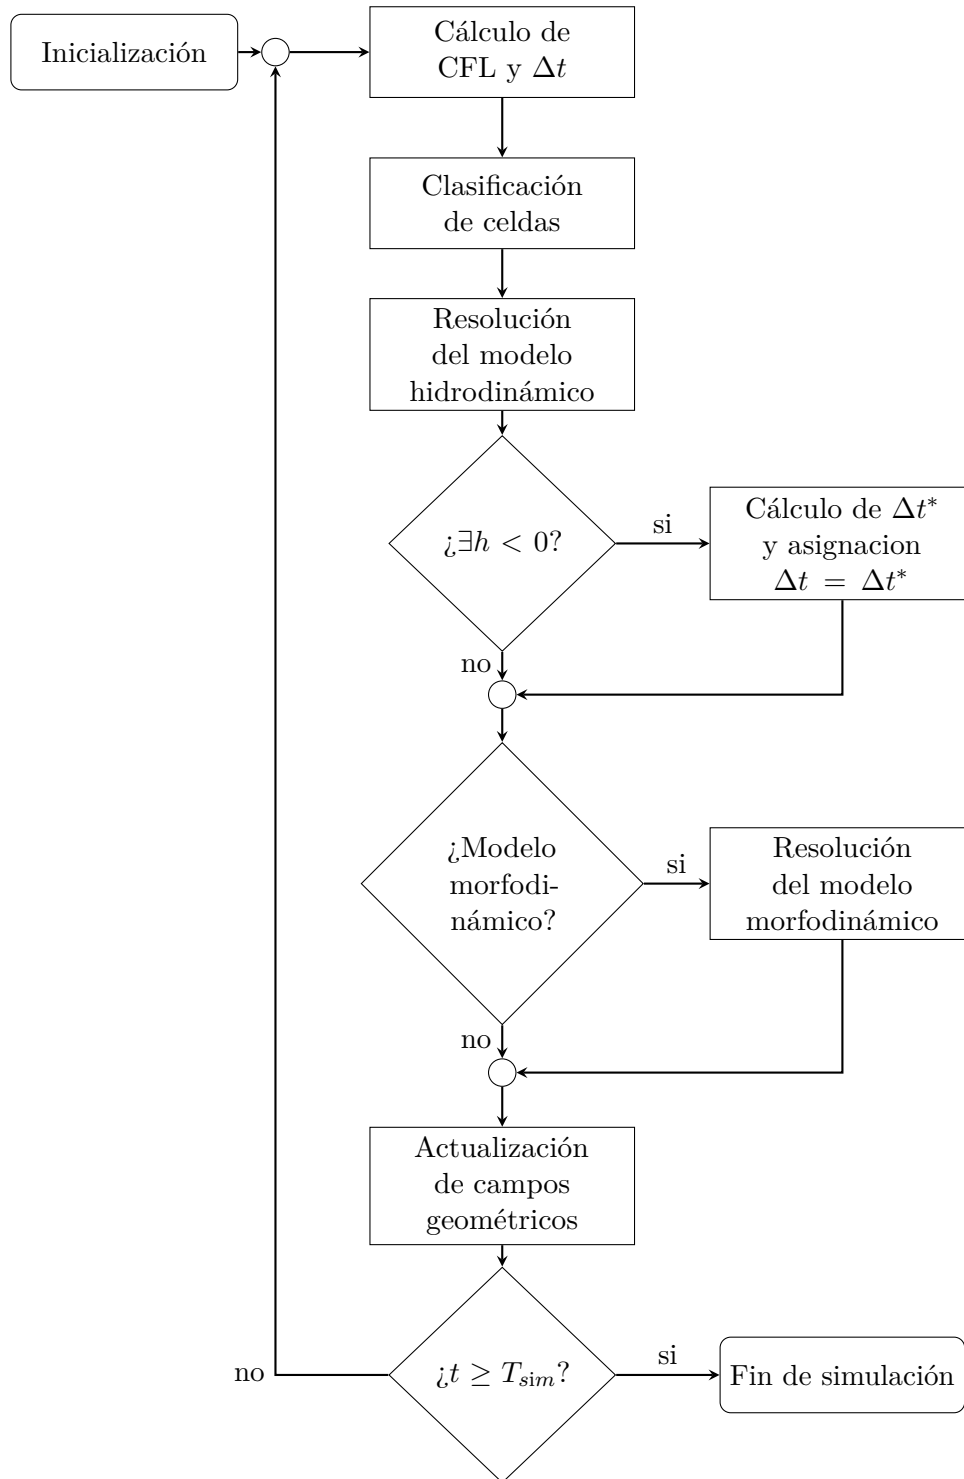 Inicialización
Cálculo de
CFL y Δt
Clasificación
de celdas
Resolución
del modelo
hidrodinámico
¿∃h < 0?
si
Cálculo de Δt*
y asignacion
Δt = Δt*
no
¿Modelo
morfodi-
námico?
si
Resolución
del modelo
morfodinámico
no
Actualización
de campos
geométricos
¿t ≥ T_{sim}?
si
Fin de simulación
no